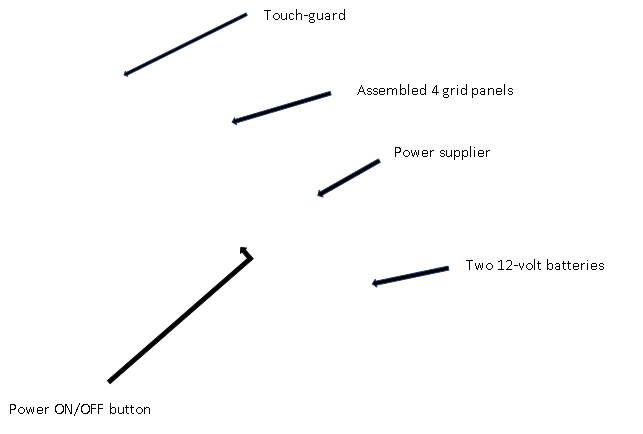 Touch-guard
Assembled 4 grid panels
Power supplier
Two 12-volt batteries
Power ON/OFF button